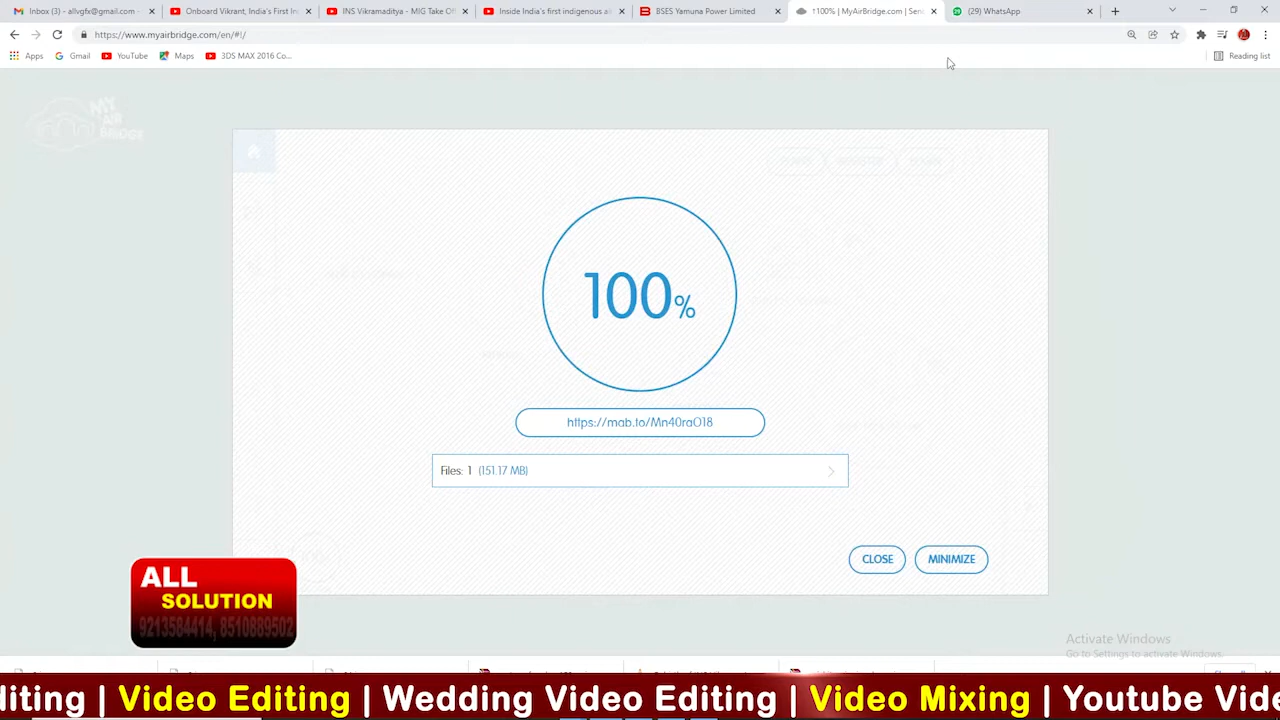 Inbox (3) - allvgfx@gmail.com -
Onboard Vikrant, India's First In
INS Vikramaditya - MIG Take Of
Inside India's first indigenous ai
BSES Yamuna Power Limited
↑100% | MyAirBridge.com | Sen
(29) WhatsApp
https://www.myairbridge.com/en/#!/
Apps
Gmail
YouTube
Maps
3DS MAX 2016 Co...
Reading list
MY
AIR
BRIDGE
100%
https://mab.to/Mn40raO18
Files: 1 (151.17 MB)
CLOSE
MINIMIZE
ALL
SOLUTION
9213584414, 8510889502
Activate Windows
Go to Settings to activate Windows.
diting | Video Editing | Wedding Video Editing | Video Mixing | Youtube Vide